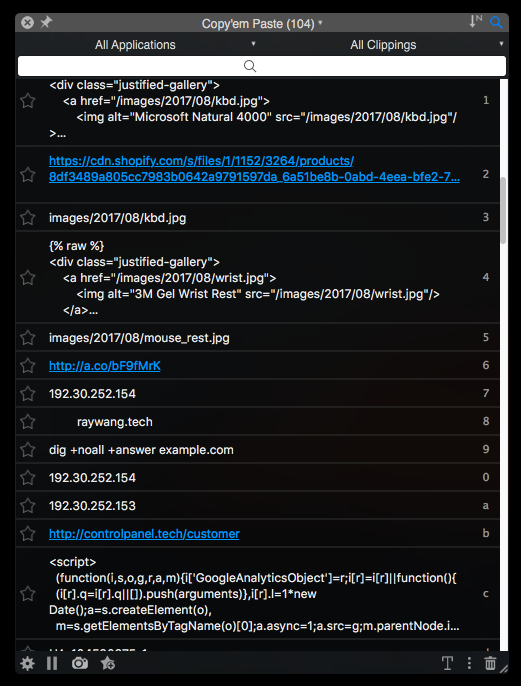 Copy'em Paste (104)
N
All Applications
All Clippings
<div class="justified-gallery">
<a href="/images/2017/08/kbd.jpg">
<img alt="Microsoft Natural 4000" src="/images/2017/08/kbd.jpg"/
>...
1
https://cdn.shopify.com/s/files/1/1152/3264/products/
8df3489a805cc7983b0642a9791597da_6a51be8b-0abd-4eea-bfe2-7...
2
images/2017/08/kbd.jpg
3
{% raw %}
<div class="justified-gallery">
<a href="/images/2017/08/wrist.jpg">
<img alt="3M Gel Wrist Rest" src="/images/2017/08/wrist.jpg"/>
</a>...
4
images/2017/08/mouse_rest.jpg
5
http://a.co/bF9fMrK
6
192.30.252.154
7
raywang.tech
8
dig +noall +answer example.com
9
192.30.252.154
0
192.30.252.153
a
http://controlpanel.tech/customer
b
<script>
(function(i,s,o,g,r,a,m){i['GoogleAnalyticsObject']=r;i[r]=i[r]||function(){
(i[r].q=i[r].q||[]).push(arguments)},i[r].l=1*new
Date();a=s.createElement(o),
m=s.getElementsByTagName(o)[0];a.async=1;a.src=g;m.parentNode.i...
c
T